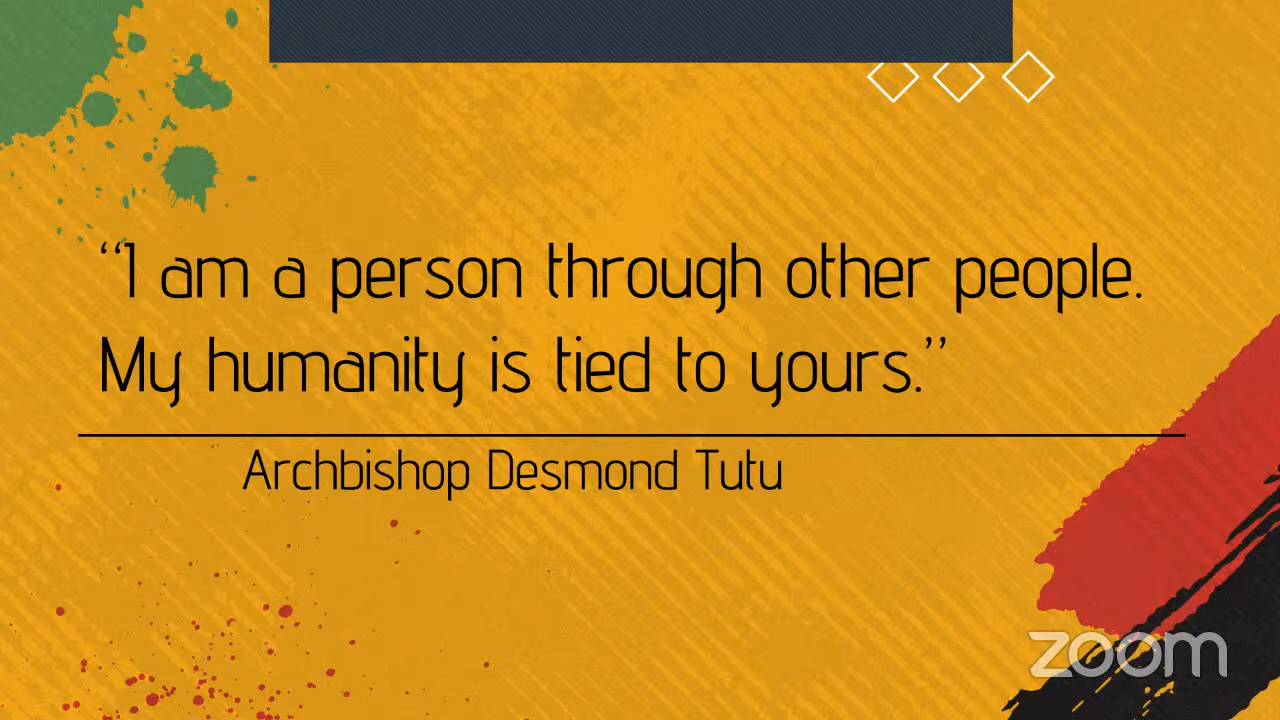 “I am a person through other people.
My humanity is tied to yours.”
Archbishop Desmond Tutu
zoom